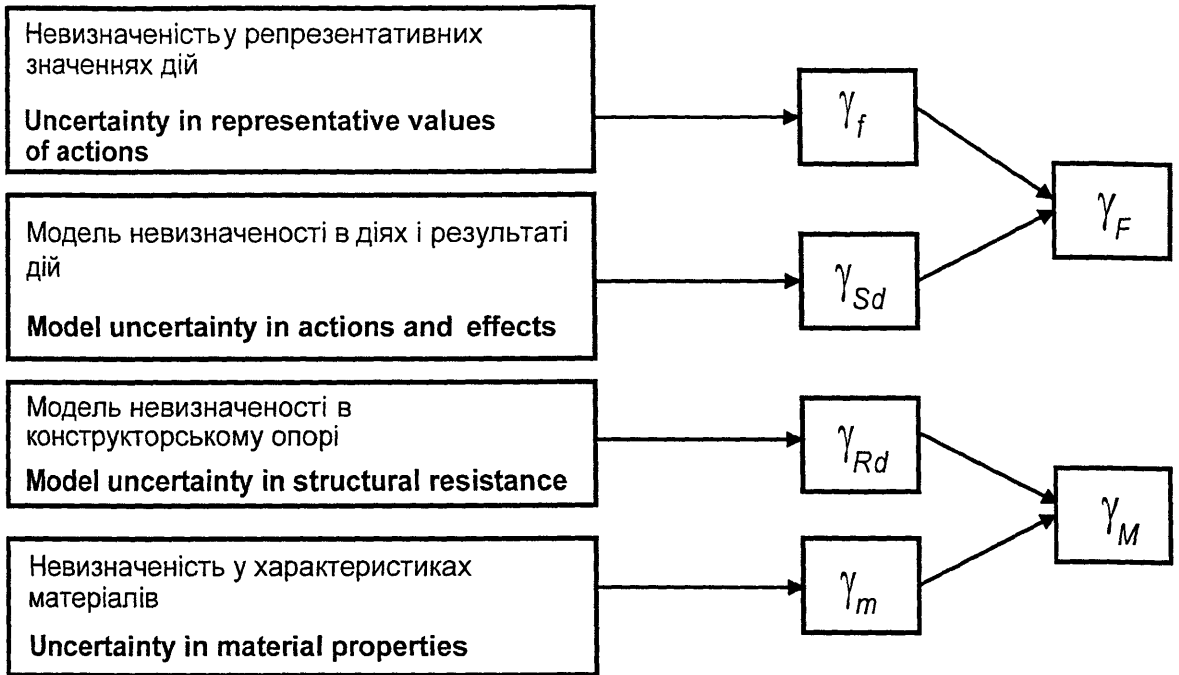 Невизначеність у репрезентативних
значеннях дій
Uncertainty in representative values
of actions
γf
γF
Модель невизначеності в діях і результаті
дій
Model uncertainty in actions and effects
γSd
Модель невизначеності в
конструкторському опорі
Model uncertainty in structural resistance
γRd
γM
Невизначеність у характеристиках
матеріалів
Uncertainty in material properties
γm